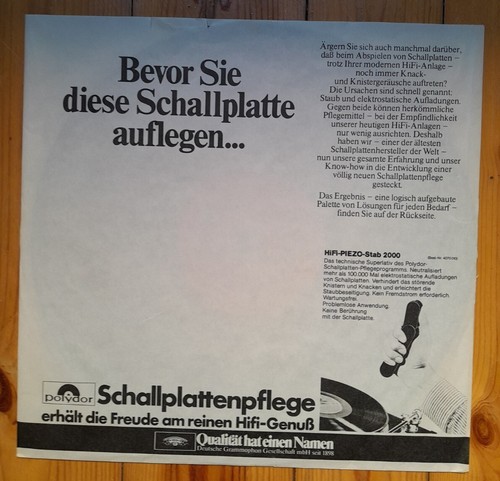 Bevor Sie
diese Schallplatte
auflegen...
Ärgern Sie sich auch manchmal darüber,
daß beim Abspielen von Schallplatten –
trotz Ihrer modernen HiFi-Anlage –
noch immer Knack-
und Knistergeräusche auftreten?
Die Ursachen sind schnell genannt:
Staub und elektrostatische Aufladungen.
Gegen beide können herkömmliche
Pflegemittel – bei der Empfindlichkeit
unserer heutigen HiFi-Anlagen –
nur wenig ausrichten. Deshalb
haben wir – einer der ältesten
Schallplattenhersteller der Welt –
nun unsere gesamte Erfahrung und unser
Know-how in die Entwicklung einer
völlig neuen Schallplattenpflege
gesteckt.
Das Ergebnis – eine logisch aufgebaute
Palette von Lösungen für jeden Bedarf –
finden Sie auf der Rückseite.
HiFi-PIEZO-Stab 2000
Das technische Superlativ des Polydor-
Schallplatten-Pflegeprogramms. Neutralisiert
mehr als 100.000 Mal elektrostatische Aufladungen
von Schallplatten. Verhindert das störende
Knistern und Knacken und erleichtert die
Staubbeseitigung. Kein Fremdstrom erforderlich.
Wartungsfrei.
Problemlose Anwendung.
Keine Berührung
mit der Schallplatte.
polydor Schallplattenpflege
erhält die Freude am reinen Hifi-Genuß
Qualität hat einen Namen
Deutsche Grammophon Gesellschaft mbH seit 1898